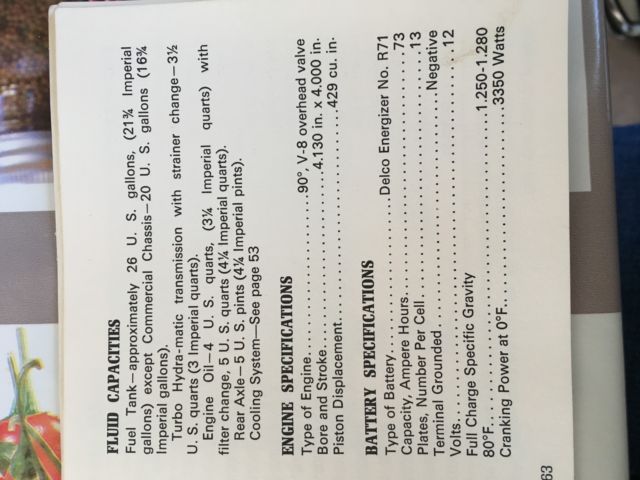 FLUID CAPACITIES
Fuel Tank—approximately 26 U. S. gallons, (21¾ Imperial
gallons) except Commercial Chassis—20 U. S. gallons (16¾
Imperial gallons).
Turbo Hydra-matic transmission with strainer change—3½
U. S. quarts (3 Imperial quarts).
Engine Oil—4 U. S. quarts, (3¼ Imperial quarts) with
filter change, 5 U. S. quarts (4¼ Imperial quarts).
Rear Axle—5 U. S. pints (4¼ Imperial pints).
Cooling System—See page 53
ENGINE SPECIFICATIONS
Type of Engine..............................90°, V-8 overhead valve
Bore and Stroke..............................4.130 in. x 4.000 in.
Piston Displacement..............................429 cu. in.
BATTERY SPECIFICATIONS
Type of Battery..............................Delco Energizer No. R71
Capacity, Ampere Hours..............................73
Plates, Number Per Cell..............................13
Terminal Grounded..............................Negative
Volts..............................12
Full Charge Specific Gravity
80°F..............................1.250-1.280
Cranking Power at 0°F..............................3350 Watts
63